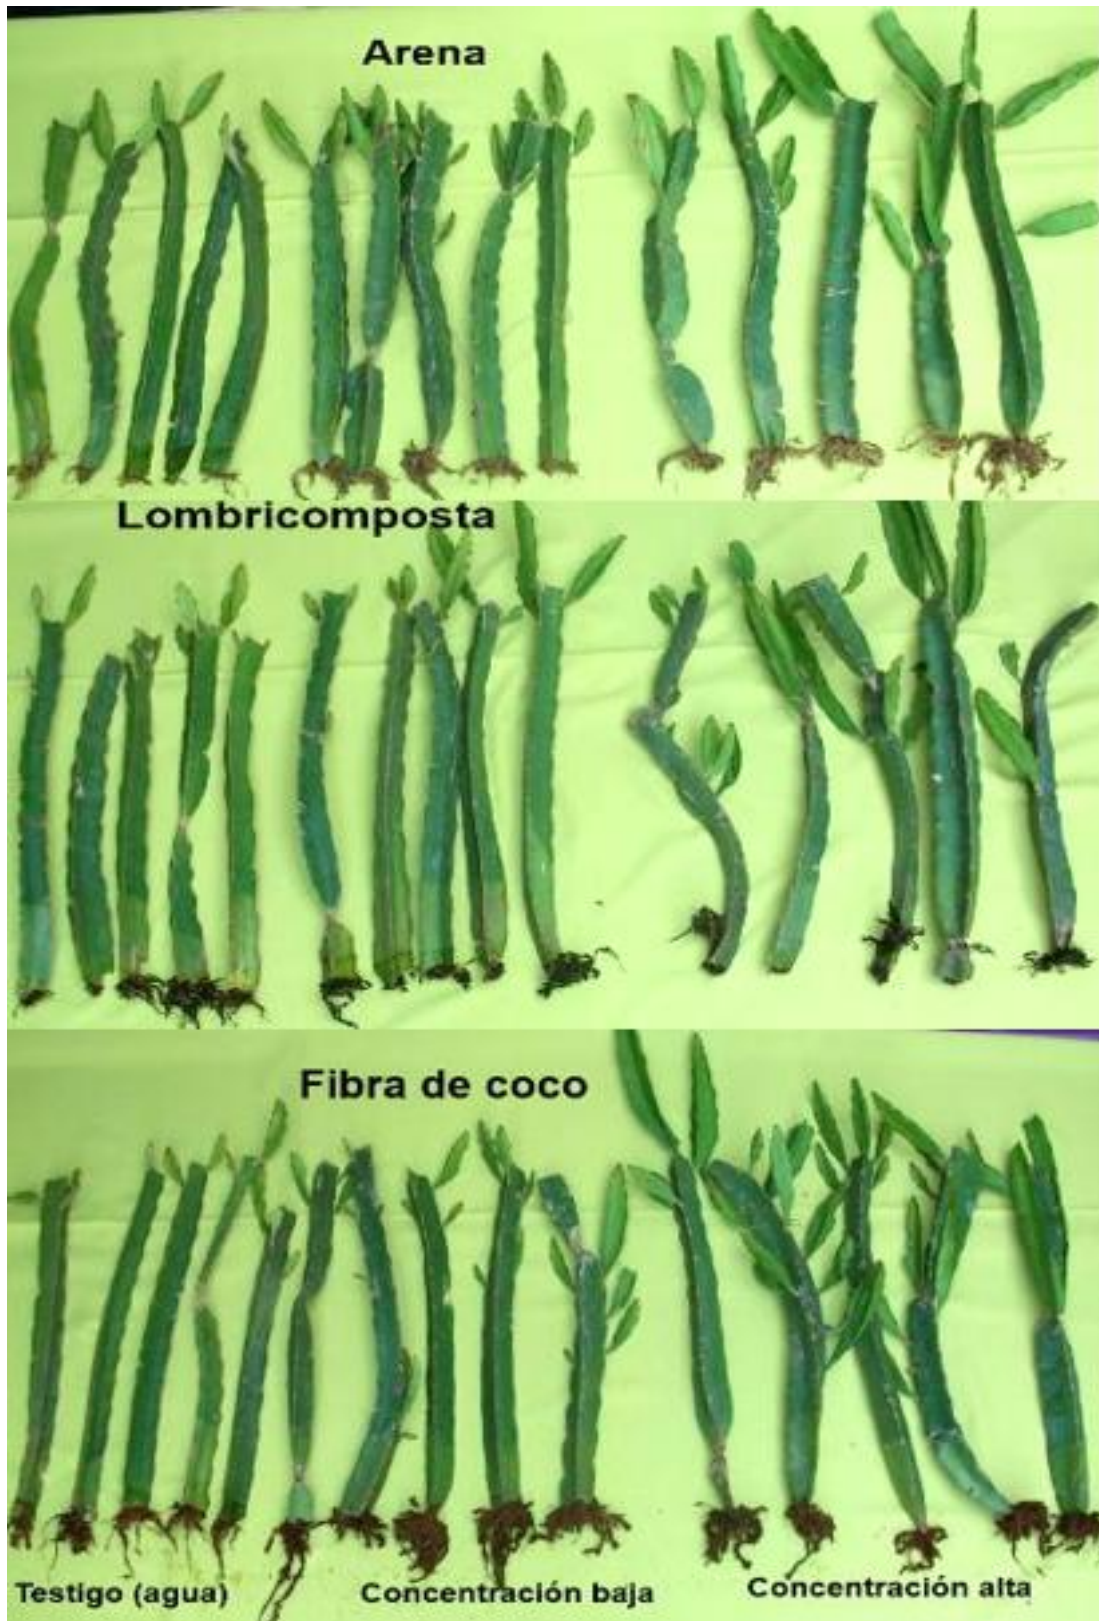 Arena
Lombricomposta
Fibra de coco
Testigo (agua)
Concentración baja
Concentración alta